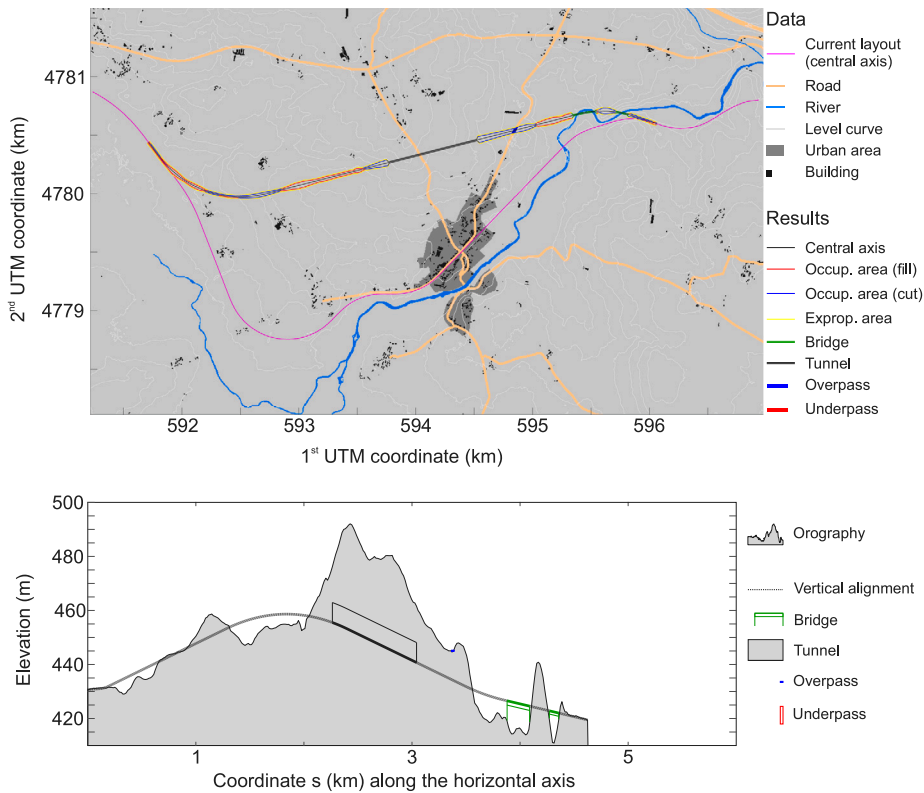 Data
Current layout
(central axis)
Road
River
Level curve
Urban area
Building
Results
Central axis
Occup. area (fill)
Occup. area (cut)
Exprop. area
Bridge
Tunnel
Overpass
Underpass
4781
4780
4779
2nd UTM coordinate (km)
592
593
594
595
596
1st UTM coordinate (km)
500
480
460
440
420
Elevation (m)
1
3
5
Coordinate s (km) along the horizontal axis
Orography
Vertical alignment
Bridge
Tunnel
Overpass
Underpass